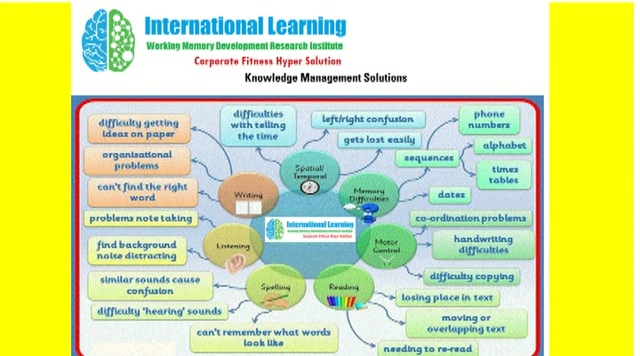 International Learning
Working Memory Development Research Institute
Corporate Fitness Hyper Solution
Knowledge Management Solutions
difficulty getting
ideas on paper
organizational
problems
can't find the right
word
problems note taking
find background
noise distracting
similar sounds cause
confusion
difficulty 'hearing' sounds
can't remember what words
look like
difficulties
with telling
the time
left/right confusion
gets lost easily
sequences
phone
numbers
alphabet
times
tables
dates
co-ordination problems
handwriting
difficulties
difficulty copying
losing place in text
moving or
overlapping text
needing to re-read
Spatial/
Temporal
Memory
Difficulties
Motor
Control
Reading
Spelling
Listening
Writing
International Learning